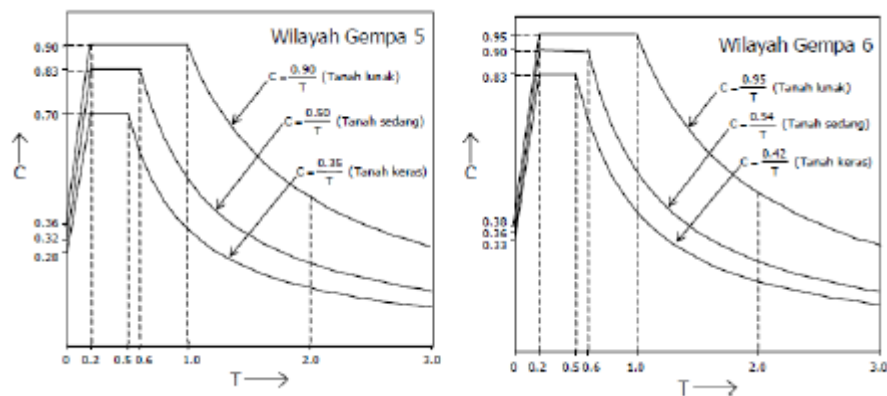 Wilayah Gempa 5
0.90
0.83
0.70
C
0.36
0.32
0.28
C = 0.90/T (Tanah lunak)
C = 0.50/T (Tanah sedang)
C = 0.35/T (Tanah keras)
0 0.2 0.5 0.6 1.0 2.0 3.0
T
Wilayah Gempa 6
0.95
0.90
0.83
C
0.38
0.36
0.33
C = 0.95/T (Tanah lunak)
C = 0.54/T (Tanah sedang)
C = 0.42/T (Tanah keras)
0 0.2 0.5 0.6 1.0 2.0 3.0
T